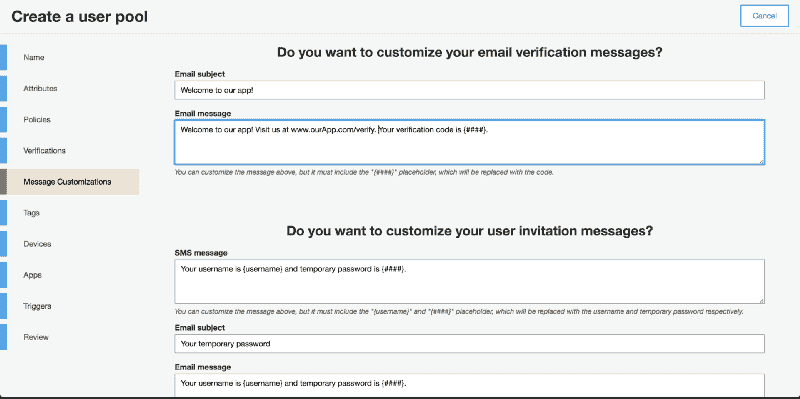 Create a user pool
Cancel
Name
Attributes
Policies
Verifications
Message Customizations
Tags
Devices
Apps
Triggers
Review
Do you want to customize your email verification messages?
Email subject
Welcome to our app!
Email message
Welcome to our app! Visit us at www.ourApp.com/verify. Your verification code is {####}.
You can customize the message above, but it must include the "{####}" placeholder, which will be replaced with the code.
Do you want to customize your user invitation messages?
SMS message
Your username is {username} and temporary password is {####}.
You can customize the message above, but it must include the "{username}" and "{####}" placeholder, which will be replaced with the username and temporary password respectively.
Email subject
Your temporary password
Email message
Your username is {username} and temporary password is {####}.